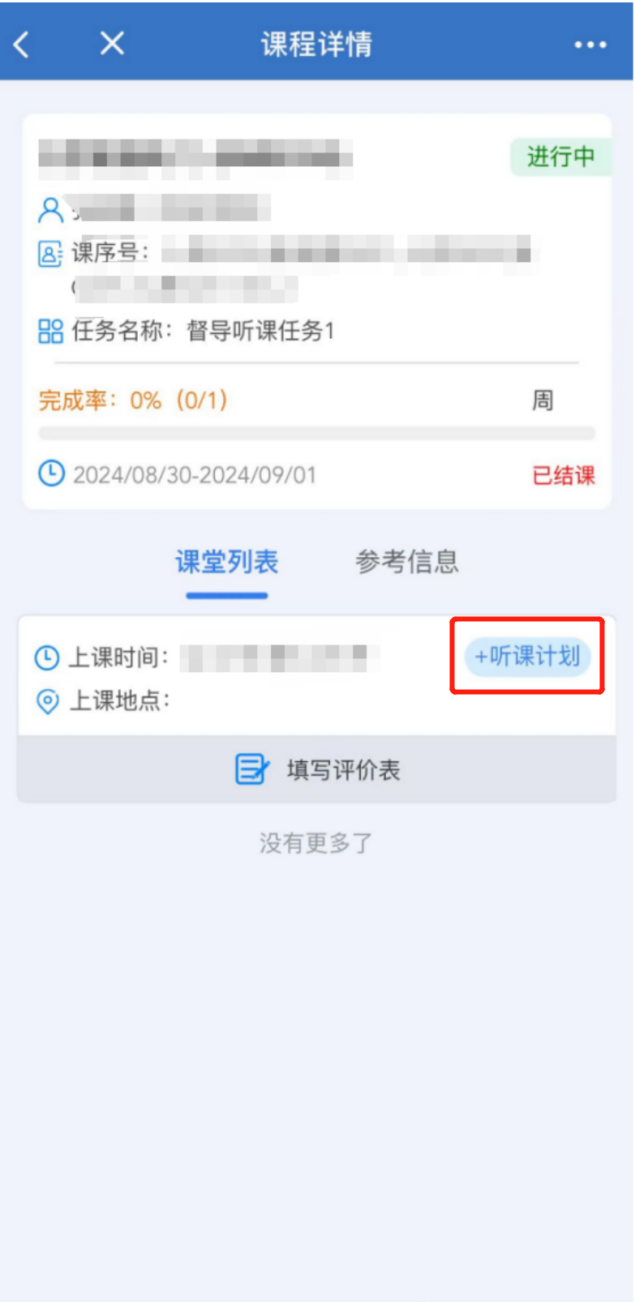 课程详情
进行中
课序号：
任务名称：督导听课任务1
完成率：0%（0/1）
周
2024/08/30-2024/09/01
已结课
课堂列表
参考信息
上课时间：
+听课计划
上课地点：
填写评价表
没有更多了